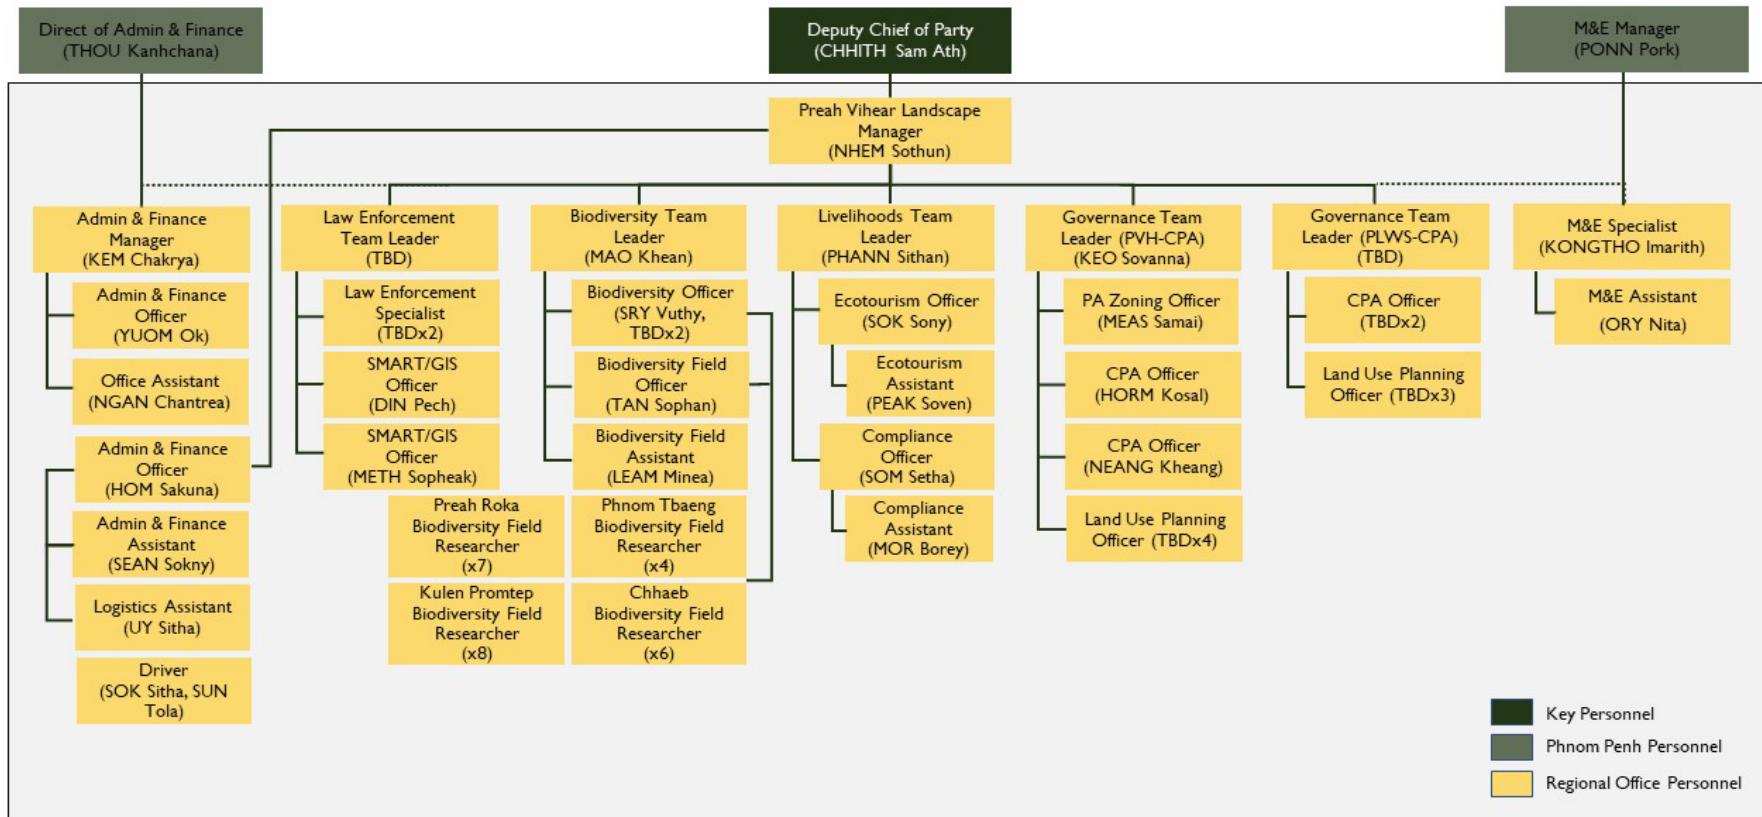 Direct of Admin & Finance
(THOU Kanhchana)
Deputy Chief of Party
(CHHITH Sam Ath)
M&E Manager
(PONN Pork)
Preah Vihear Landscape
Manager
(NHEM Sothun)
Admin & Finance
Manager
(KEM Chakrya)
Admin & Finance
Officer
(YUOM Ok)
Office Assistant
(NGAN Chantrea)
Admin & Finance
Officer
(HOM Sakuna)
Admin & Finance
Assistant
(SEAN Sokny)
Logistics Assistant
(UY Sitha)
Driver
(SOK Sitha, SUN
Tola)
Law Enforcement
Team Leader
(TBD)
Law Enforcement
Specialist
(TBDx2)
SMART/GIS
Officer
(DIN Pech)
SMART/GIS
Officer
(METH Sopheak)
Biodiversity Team
Leader
(MAO Khean)
Biodiversity Officer
(SRY Vuthy,
TBDx2)
Biodiversity Field
Officer
(TAN Sophan)
Biodiversity Field
Assistant
(LEAM Minea)
Preah Roka
Biodiversity Field
Researcher
(x7)
Phnom Tbaeng
Biodiversity Field
Researcher
(x4)
Kulen Promtep
Biodiversity Field
Researcher
(x8)
Chhaeb
Biodiversity Field
Researcher
(x6)
Livelihoods Team
Leader
(PHANN Sithan)
Ecotourism Officer
(SOK Sony)
Ecotourism
Assistant
(PEAK Soven)
Compliance
Officer
(SOM Setha)
Compliance
Assistant
(MOR Borey)
Governance Team
Leader (PVH-CPA)
(KEO Sovanna)
PA Zoning Officer
(MEAS Samai)
CPA Officer
(HORM Kosal)
CPA Officer
(NEANG Kheang)
Land Use Planning
Officer (TBDx4)
Governance Team
Leader (PLWS-CPA)
(TBD)
CPA Officer
(TBDx2)
Land Use Planning
Officer (TBDx3)
M&E Specialist
(KONGTHO Imarith)
M&E Assistant
(ORY Nita)
Key Personnel
Phnom Penh Personnel
Regional Office Personnel